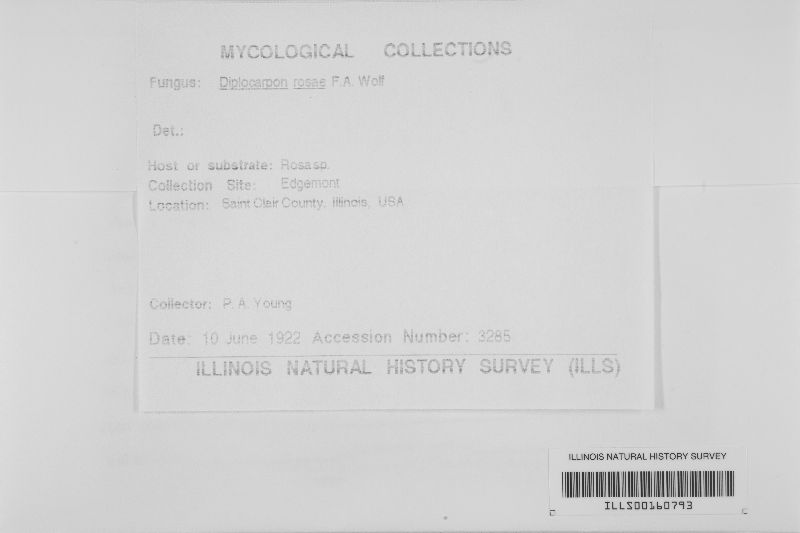 MYCOLOGICAL COLLECTIONS
Fungus: Diplocarpon rosae F.A. Wolf
Det.:
Host or substrate: Rosa sp.
Collection Site: Edgemont
Location: Saint Clair County, Illinois, USA
Collector: P. A. Young
Date: 10 June 1922 Accession Number: 3285
ILLINOIS NATURAL HISTORY SURVEY (ILLS)
ILLINOIS NATURAL HISTORY SURVEY
ILLS00160793